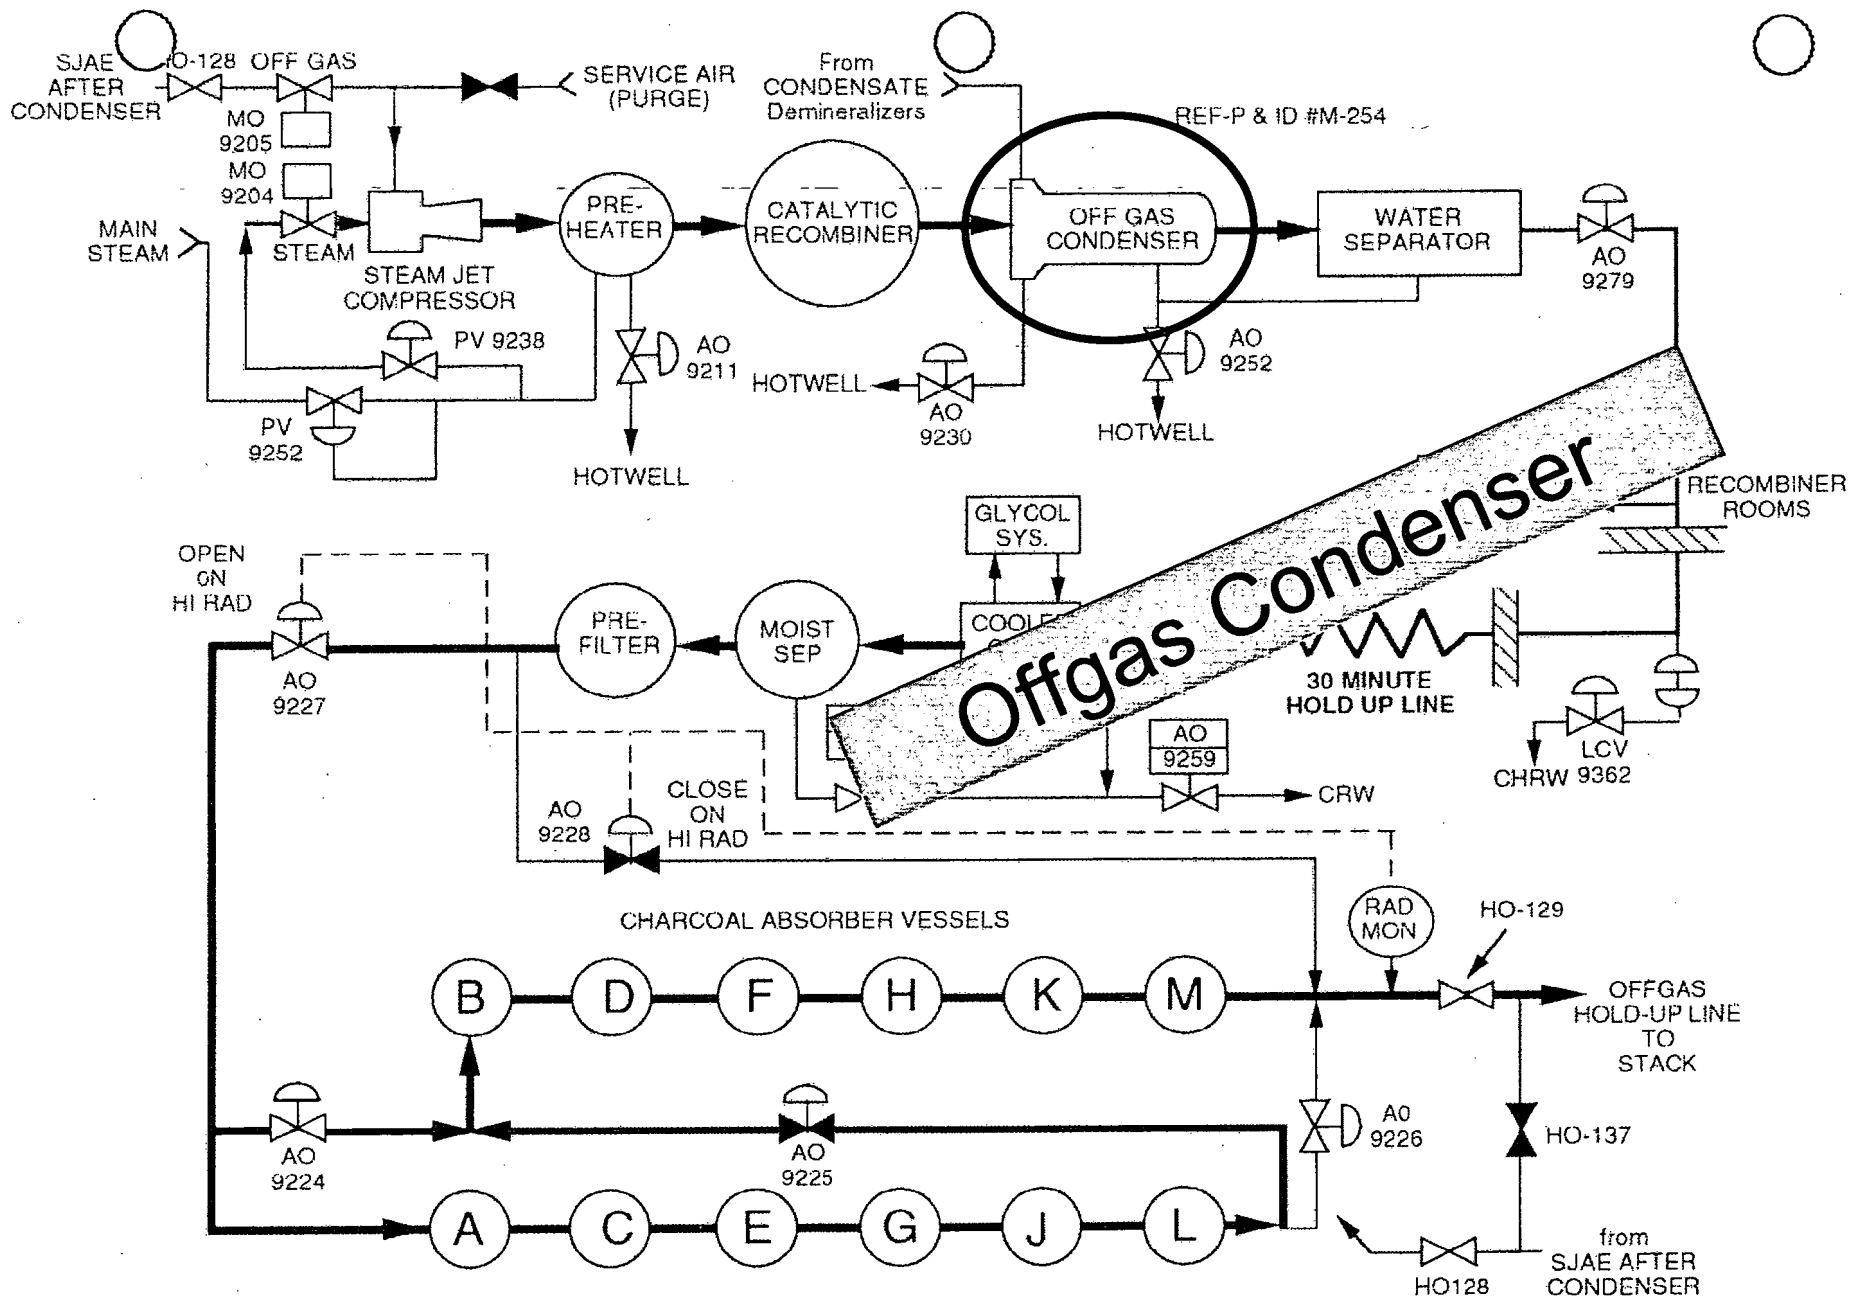 SJAE
AFTER
CONDENSER
HO-128
OFF GAS
MO
9205
MO
9204
SERVICE AIR
(PURGE)
From
CONDENSATE
Demineralizers
REF-P & ID #M-254
MAIN
STEAM
STEAM
STEAM JET
COMPRESSOR
PRE-
HEATER
CATALYTIC
RECOMBINER
OFF GAS
CONDENSER
WATER
SEPARATOR
AO
9279
PV 9238
AO
9211
HOTWELL
AO
9230
AO
9252
HOTWELL
PV
9252
HOTWELL
Offgas Condenser
RECOMBINER
ROOMS
GLYCOL
SYS.
OPEN
ON
HI RAD
AO
9227
PRE-
FILTER
MOIST
SEP
30 MINUTE
HOLD UP LINE
AO
9259
CRW
LCV
9362
CHRW
AO
9228
CLOSE
ON
HI RAD
CHARCOAL ABSORBER VESSELS
RAD
MON
HO-129
B D F H K M
OFFGAS
HOLD-UP LINE
TO
STACK
AO
9224
AO
9225
A0
9226
HO-137
A C E G J L
HO128
from
SJAE AFTER
CONDENSER